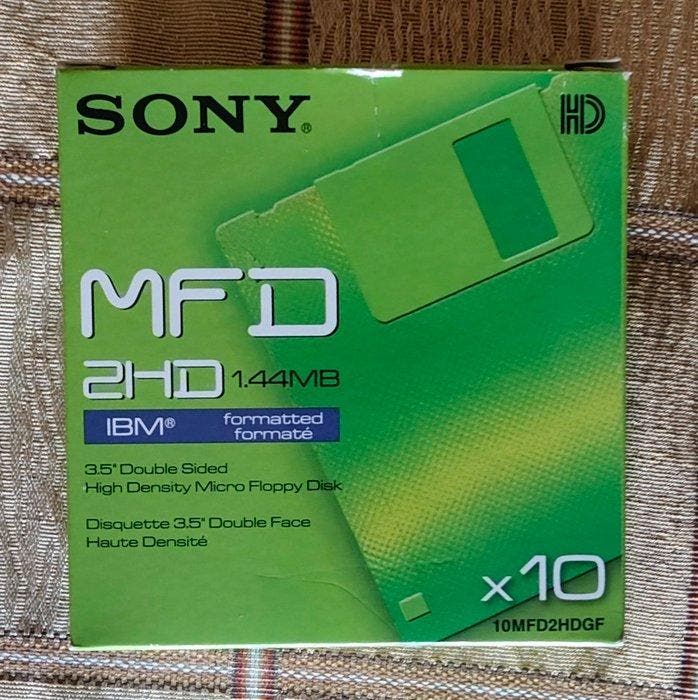 SONY®
HD
MFD
2HD 1.44MB
IBM® formatted
formaté
3.5" Double Sided
High Density Micro Floppy Disk
Disquette 3.5" Double Face
Haute Densité
x10
10MFD2HDGF